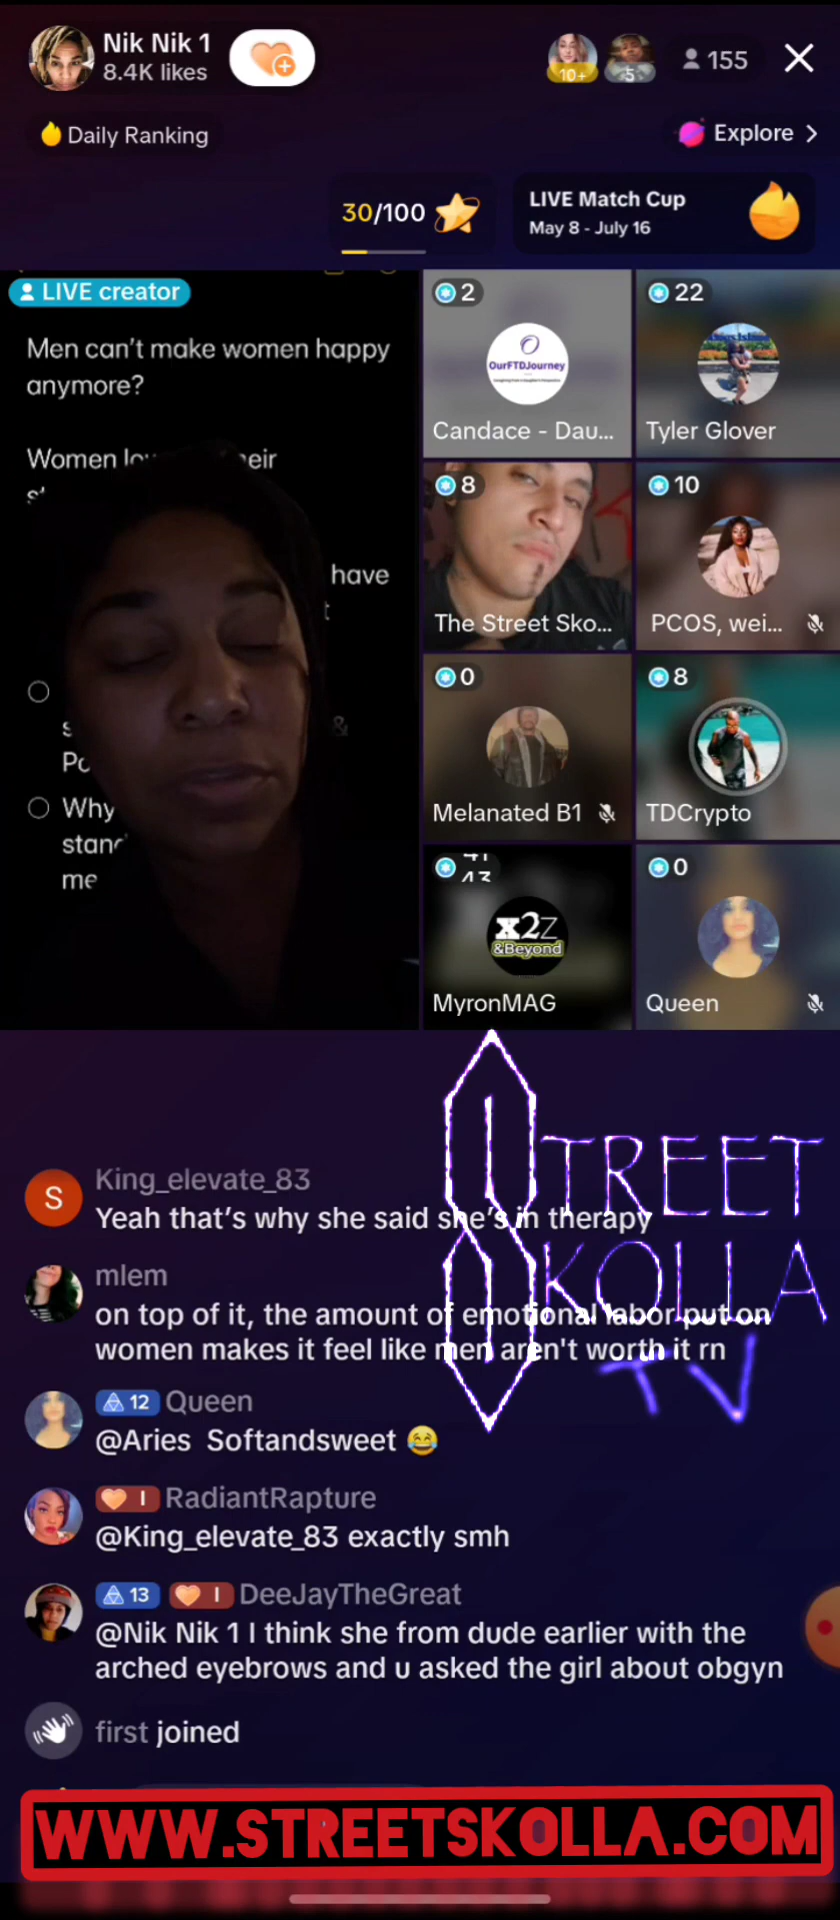 Nik Nik 1
8.4K likes
10+
5
155
Daily Ranking
Explore >
30/100
LIVE Match Cup
May 8 - July 16
LIVE creator
Men can't make women happy
anymore?
Women
have
Why
me
2
OurFTDJourney
Candace - Dau...
22
Tyler Glover
8
The Street Sko...
10
PCOS, wei...
0
Melanated B1
8
TDCrypto
x2z
&Beyond
MyronMAG
0
Queen
STREET
SKOLLA
TV
S
King_elevate_83
Yeah that's why she said she's in therapy
mlem
on top of it, the amount of emotional labor put on
women makes it feel like men aren't worth it rn
12 Queen
@Aries Softandsweet 😂
I RadiantRapture
@King_elevate_83 exactly smh
13 I DeeJayTheGreat
@Nik Nik 1 I think she from dude earlier with the
arched eyebrows and u asked the girl about obgyn
first joined
WWW.STREETSKOLLA.COM